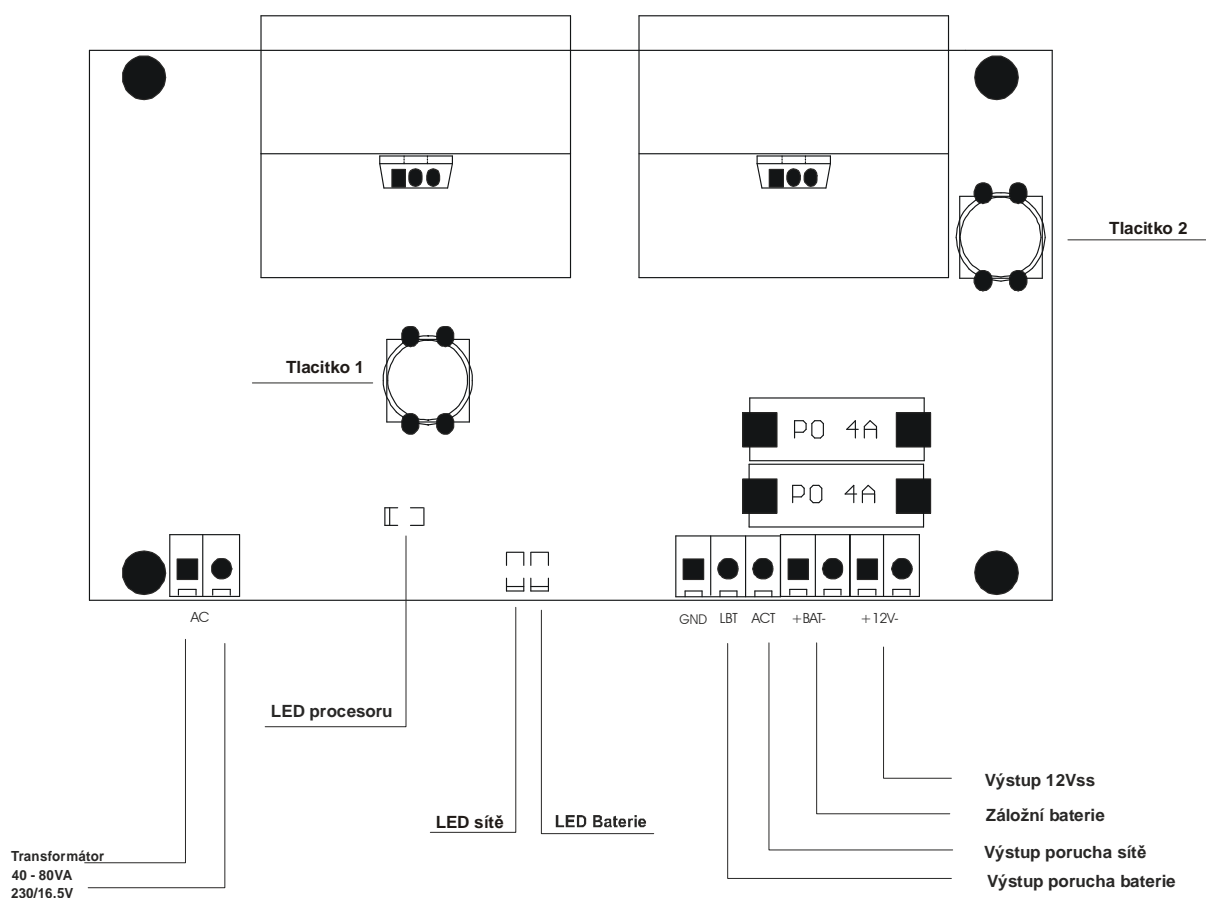 Tlacitko 2
Tlacitko 1
PO 4A
PO 4A
AC
GND LBT ACT +BAT- +12V-
LED procesoru
Výstup 12Vss
Záložní baterie
LED sítě
LED Baterie
Výstup porucha sítě
Výstup porucha baterie
Transformátor
40 - 80VA
230/16.5V